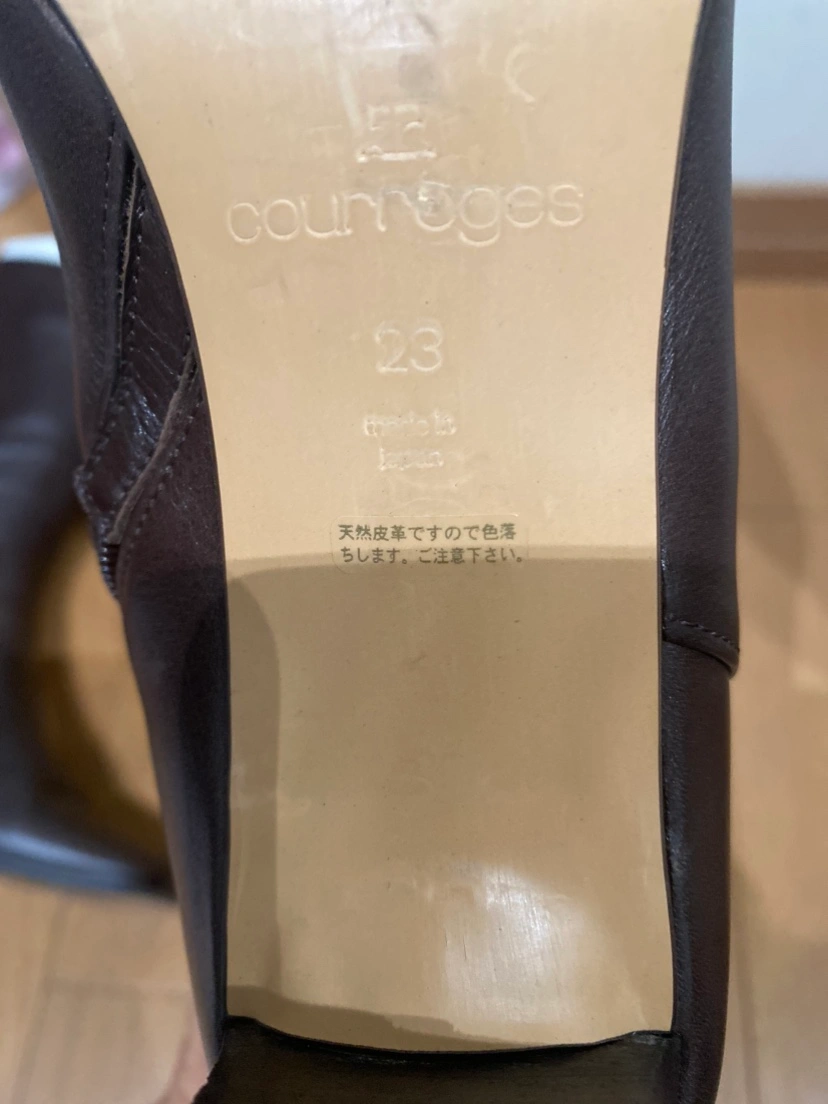 courrèges
23
made in
japan
天然皮革ですので色落
ちします。ご注意下さい。